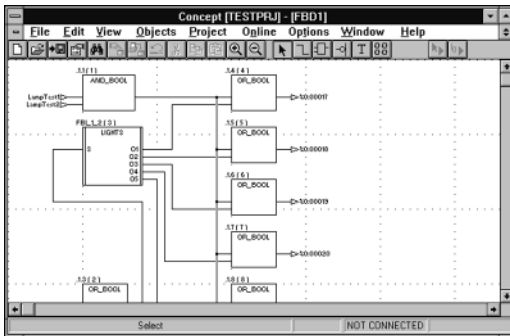 Concept [TESTPRJ] - [FBD1]
File Edit View Objects Project Online Options Window Help
.1.1 ( 1 )
AND_BOOL
LampTest1
LampTest2
.1.4 ( 4 )
OR_BOOL
%0:00017
FBI_1_2 ( 3 )
LIGHTS
S
O1
O2
O3
O4
O5
.1.5 ( 5 )
OR_BOOL
%0:00018
.1.6 ( 6 )
OR_BOOL
%0:00019
.1.7 ( 7 )
OR_BOOL
%0:00020
.1.3 ( 2 )
OR_BOOL
.1.8 ( 8 )
OR_BOOL
Select
NOT CONNECTED